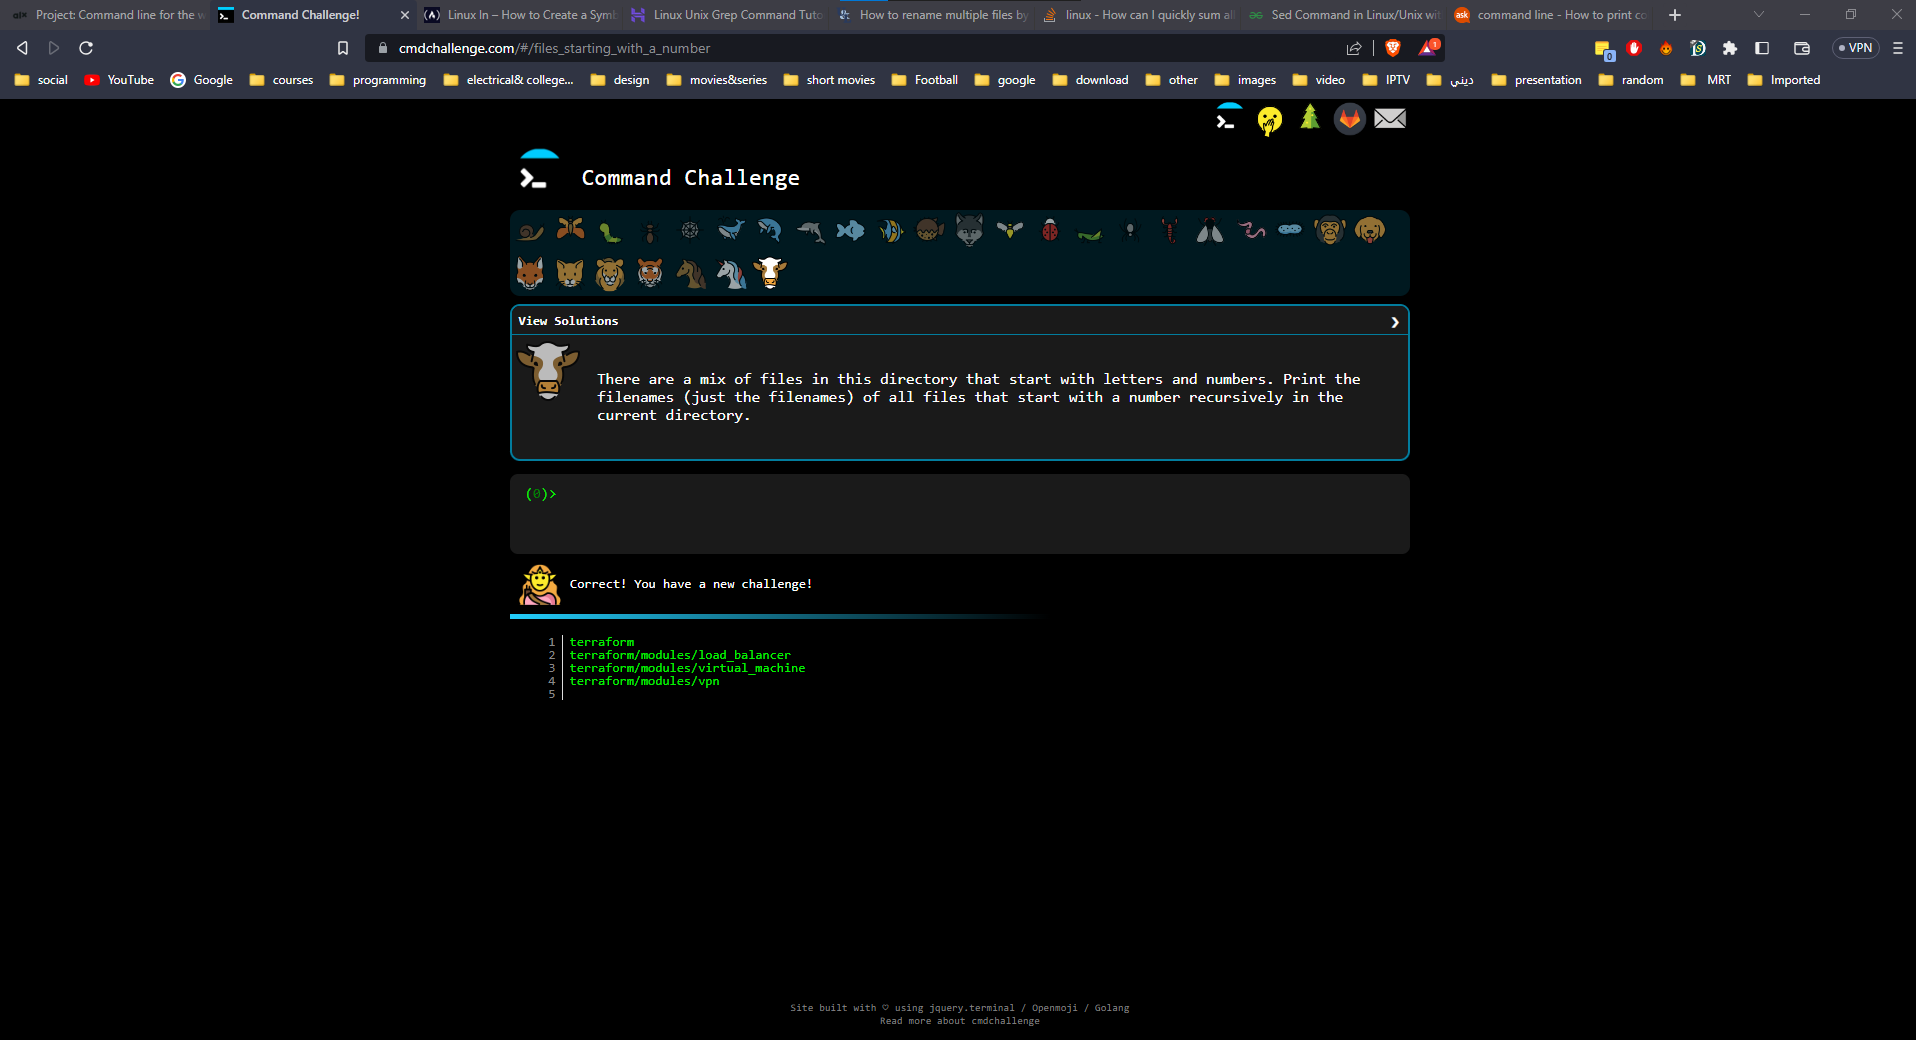 Project: Command line for the w
Command Challenge!
Linux ln – How to Create a Symb
Linux Unix Grep Command Tuto
How to rename multiple files by
linux - How can I quickly sum al
Sed Command in Linux/Unix wit
command line - How to print co
cmdchallenge.com/#/files_starting_with_a_number
1
0
VPN
social
YouTube
Google
courses
programming
electrical& college...
design
movies&series
short movies
Football
google
download
other
images
video
IPTV
ديني
presentation
random
MRT
Imported
Command Challenge
View Solutions
There are a mix of files in this directory that start with letters and numbers. Print the
filenames (just the filenames) of all files that start with a number recursively in the
current directory.
(0)>
Correct! You have a new challenge!
1 terraform
2 terraform/modules/load_balancer
3 terraform/modules/virtual_machine
4 terraform/modules/vpn
5
Site built with ♡ using jquery.terminal / Openmoji / Golang
Read more about cmdchallenge